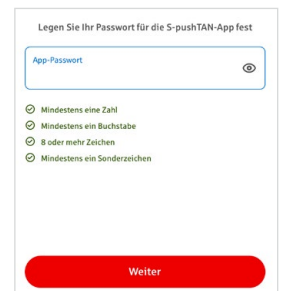 Legen Sie Ihr Passwort für die S-pushTAN-App fest
App-Passwort
Mindestens eine Zahl
Mindestens ein Buchstabe
8 oder mehr Zeichen
Mindestens ein Sonderzeichen
Weiter